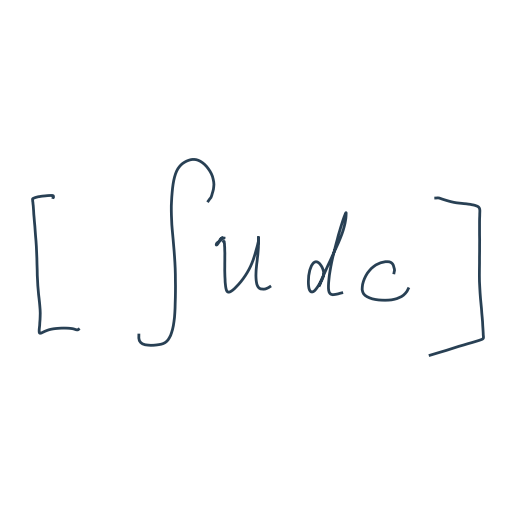 [ ∫ u dc ]